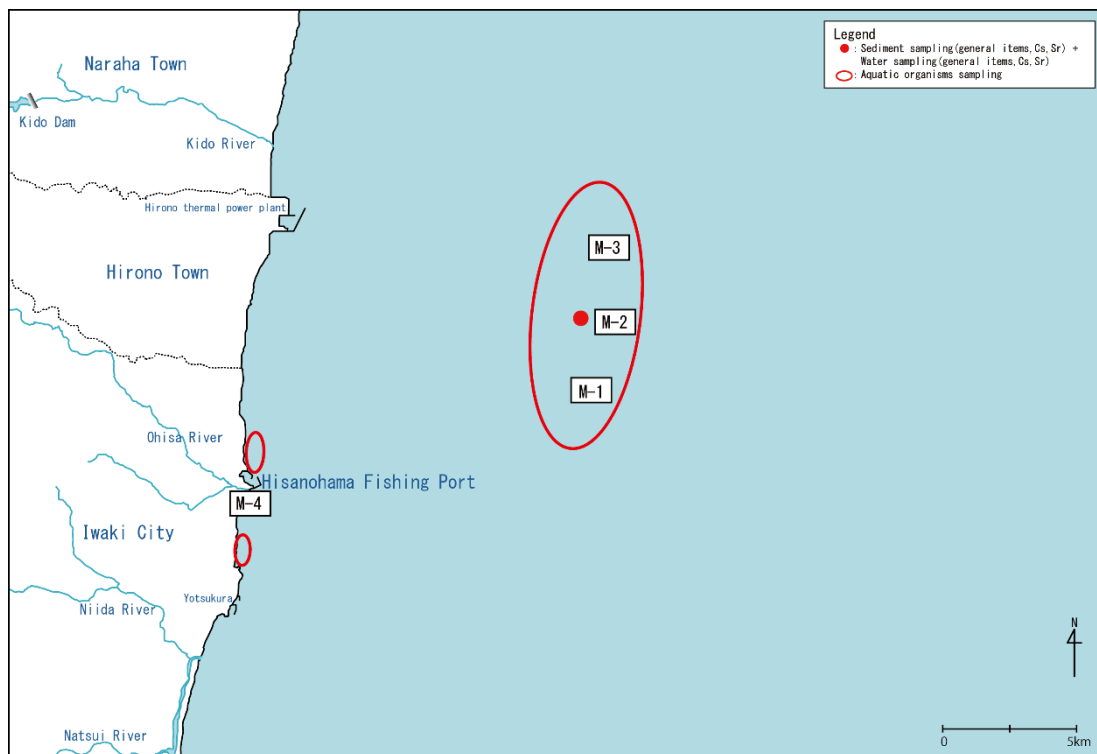 Legend
: Sediment sampling(general items,Cs,Sr) +
Water sampling(general items,Cs,Sr)
: Aquatic organisms sampling
Naraha Town
Kido Dam
Kido River
Hirono thermal power plant
Hirono Town
M-3
M-2
M-1
Ohisa River
Hisanohama Fishing Port
M-4
Iwaki City
Yotsukura
Niida River
Natsui River
N
0
5km